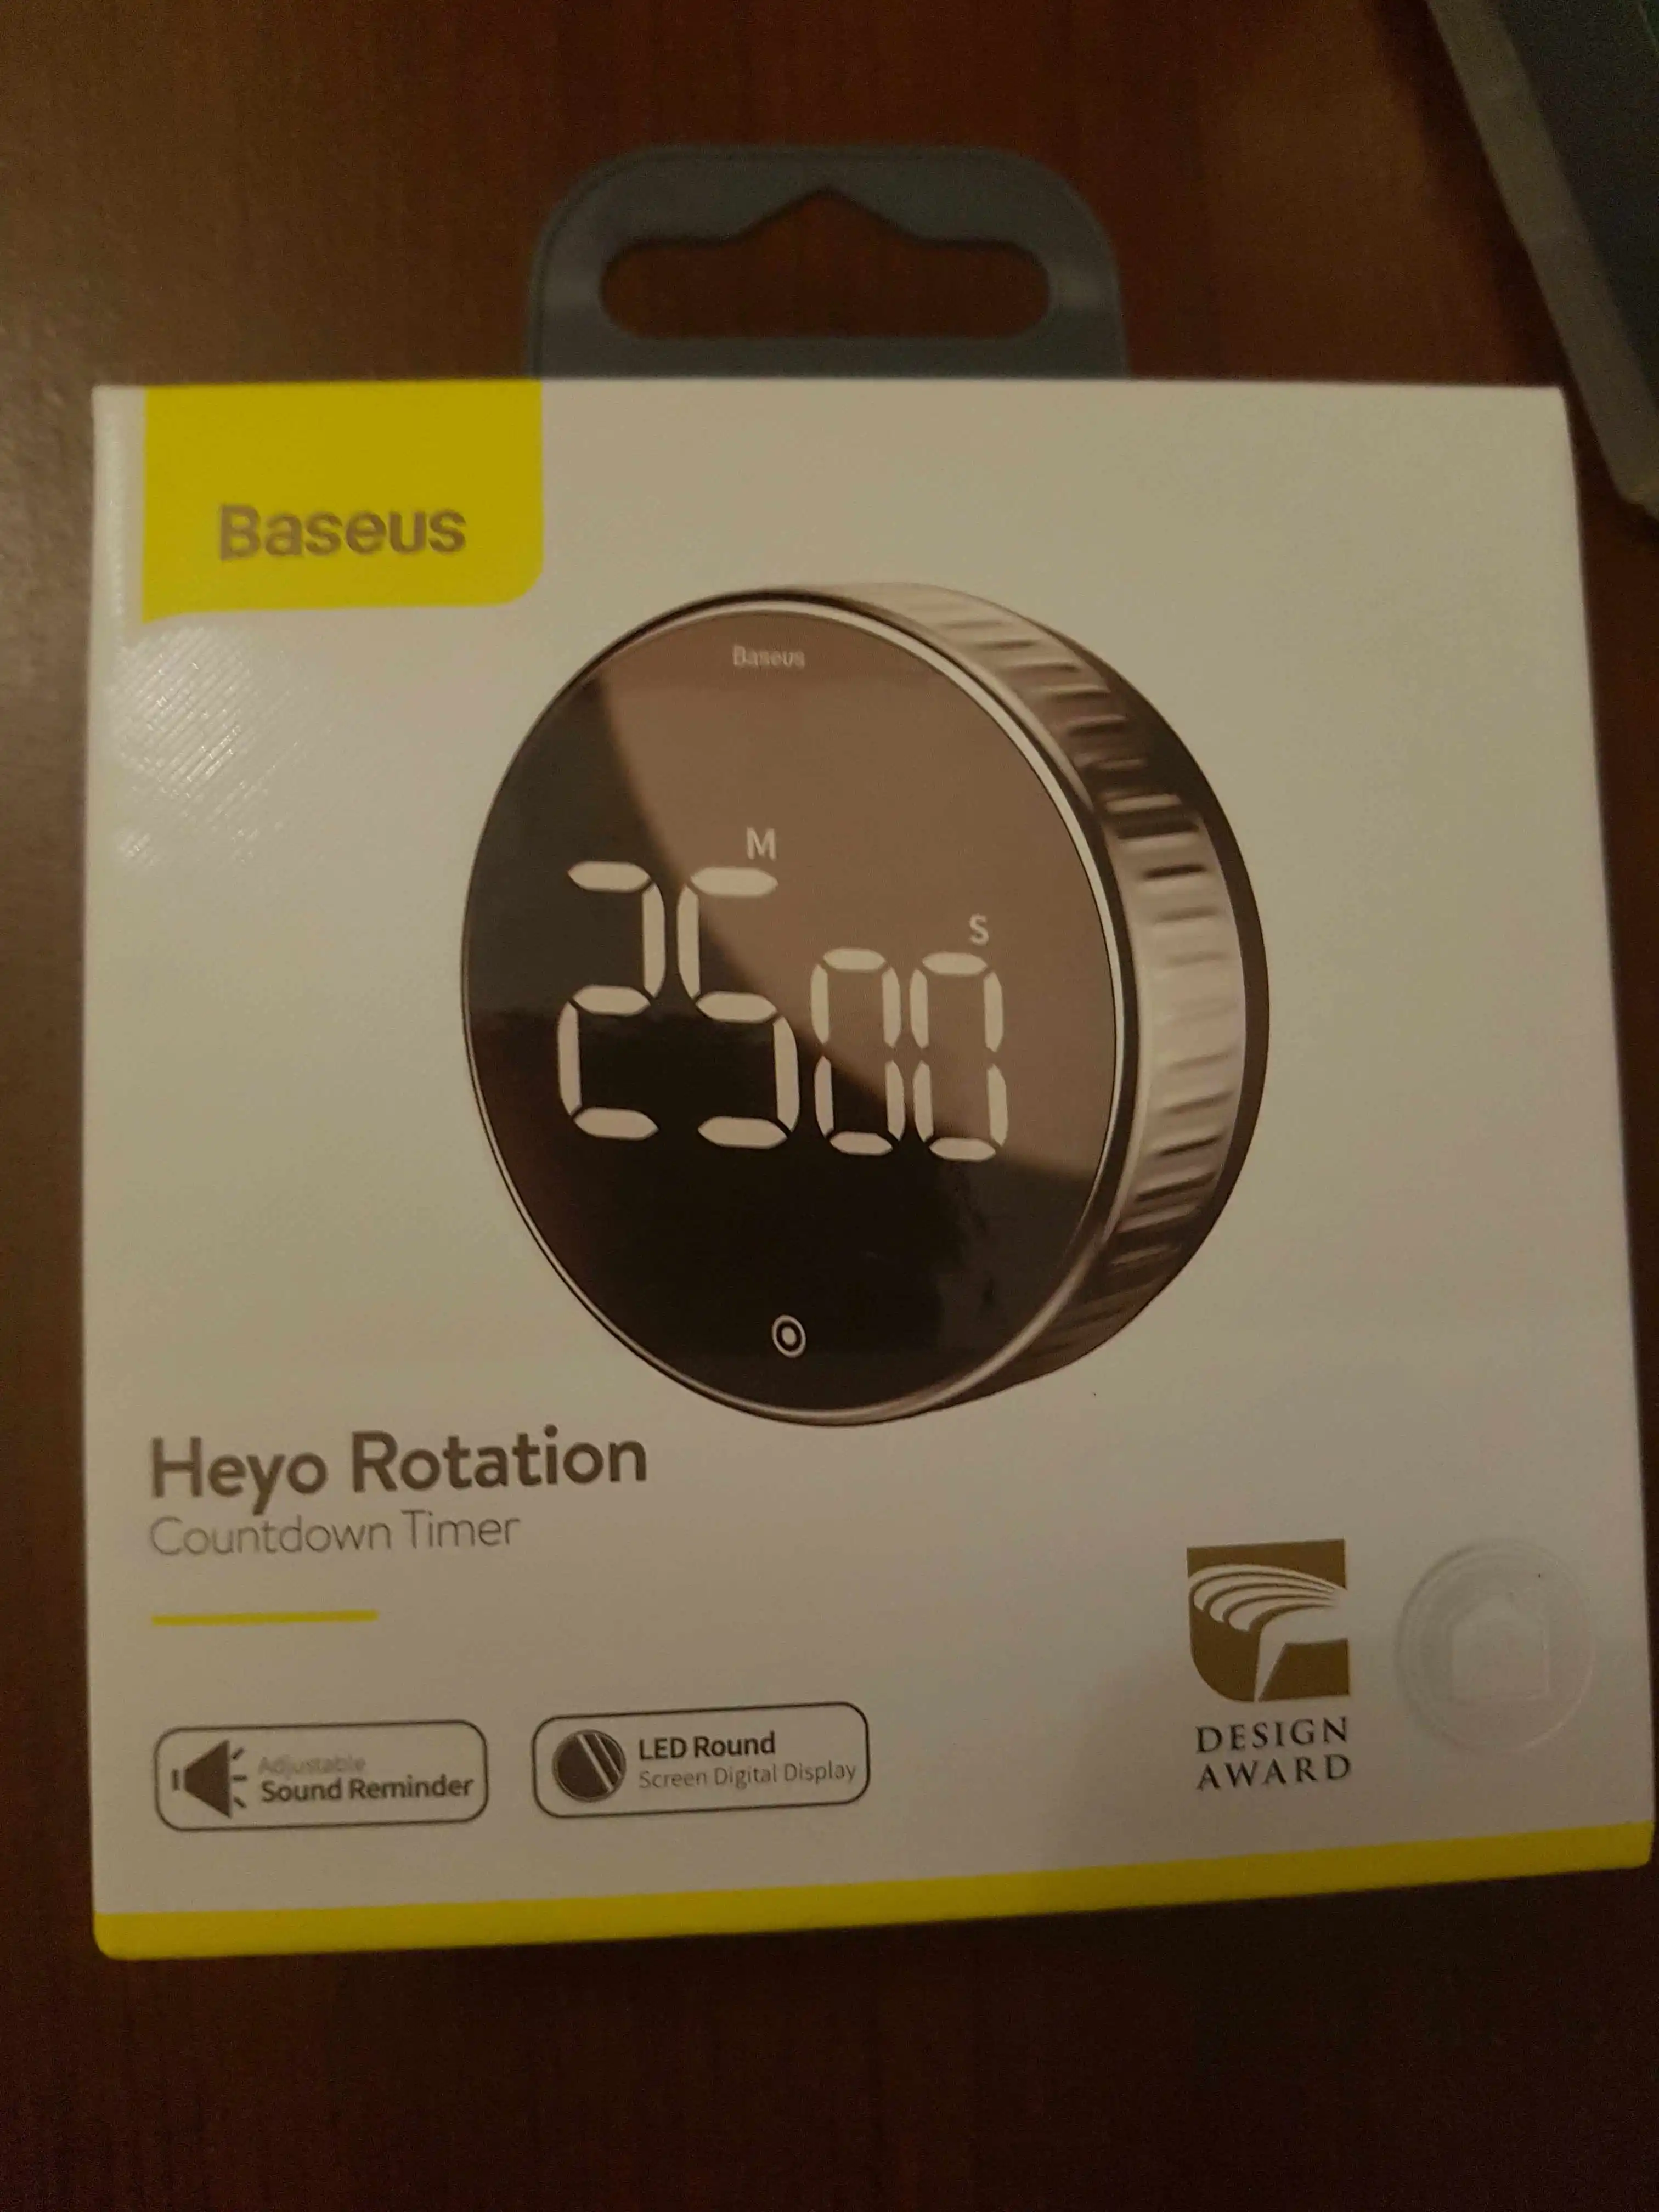 Baseus
Baseus
M
S
25 00
Heyo Rotation
Countdown Timer
Adjustable
Sound Reminder
LED Round
Screen Digital Display
DESIGN
AWARD